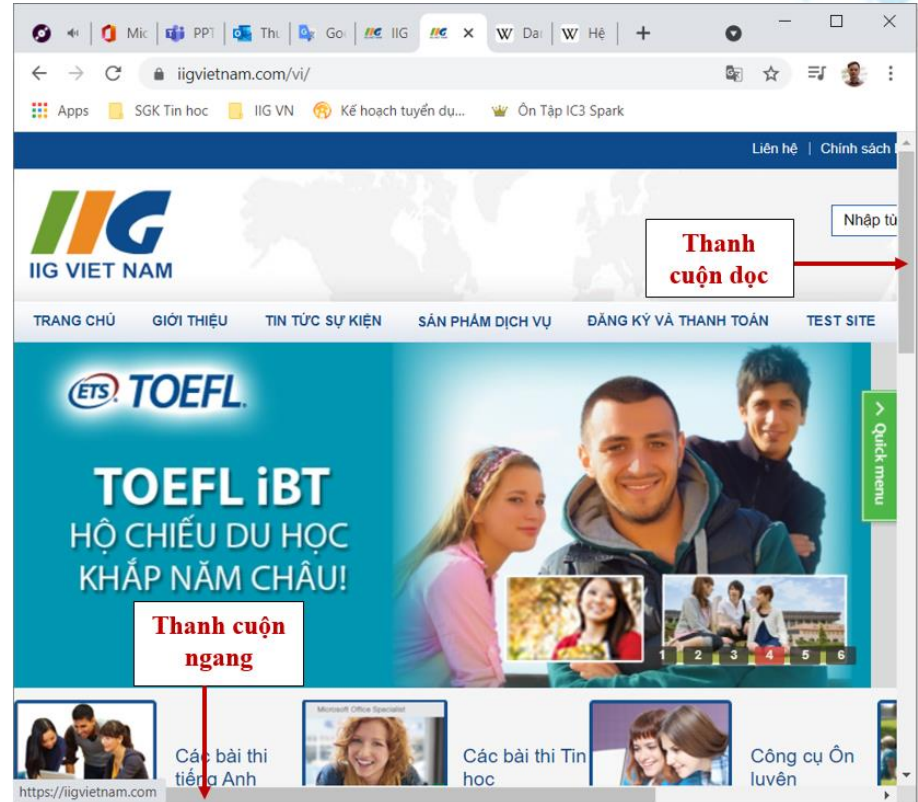 Mic
PPT
Thu
Go
IIG
Dai
Hệ
iigvietnam.com/vi/
Apps
SGK Tin hoc
IIG VN
Kế hoạch tuyển dụ...
Ôn Tập IC3 Spark
Liên hệ | Chính sách
IIG VIET NAM
Nhập từ
Thanh
cuộn dọc
TRANG CHỦ GIỚI THIỆU TIN TỨC SỰ KIỆN SẢN PHẨM DỊCH VỤ ĐĂNG KÝ VÀ THANH TOÁN TEST SITE
ETS. TOEFL.
Quick menu
TOEFL iBT
HỘ CHIẾU DU HỌC
KHẮP NĂM CHÂU!
Thanh cuộn
ngang
1 2 3 4 5 6
Microsoft Office Specialist
Các bài thi
tiếng Anh
Các bài thi Tin
học
Công cụ Ôn
luyện
https://iigvietnam.com